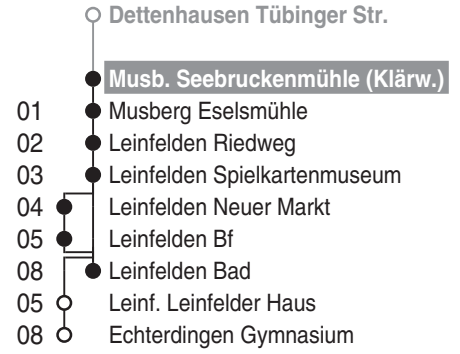 Dettenhausen Tübinger Str.
Musb. Seebruckenmühle (Klärw.)
01 Musberg Eselsmühle
02 Leinfelden Riedweg
03 Leinfelden Spielkartenmuseum
04 Leinfelden Neuer Markt
05 Leinfelden Bf
08 Leinfelden Bad
05 Leinf. Leinfelder Haus
08 Echterdingen Gymnasium